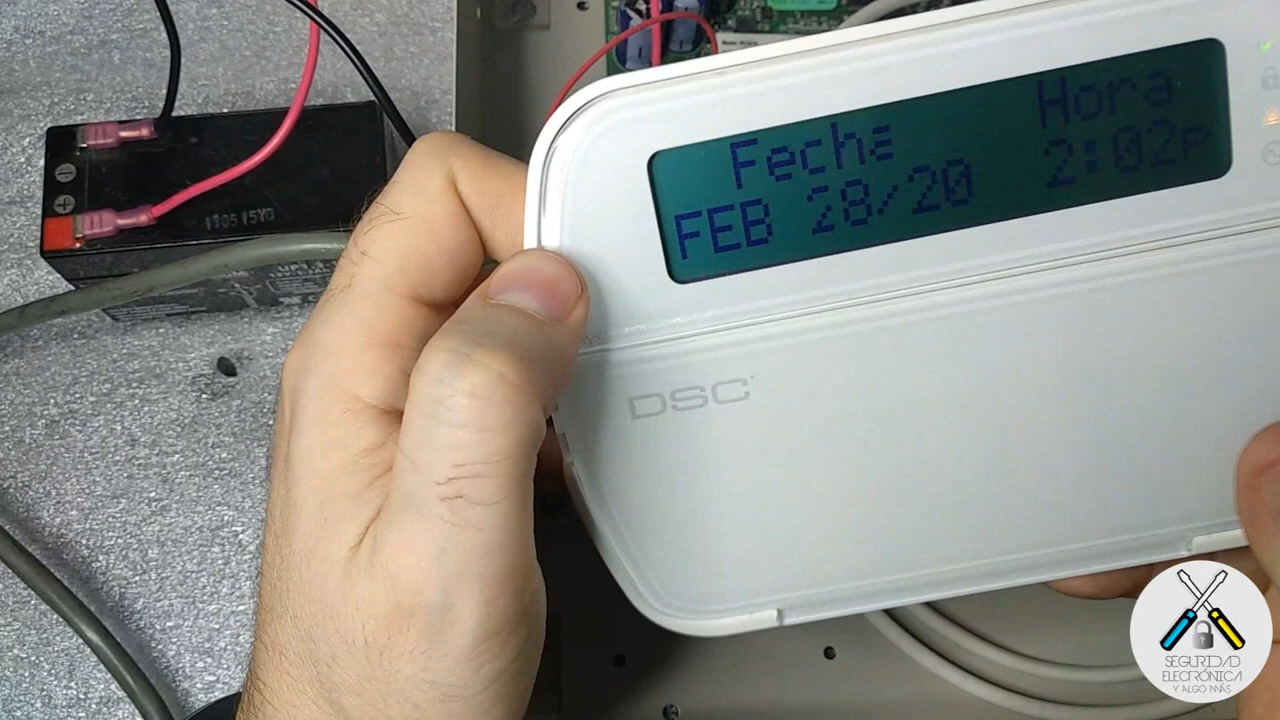 Fecha Hora
FEB 28/20 2:02p
DSC
SEGURIDAD
ELECTRÓNICA
Y ALGO MÁS